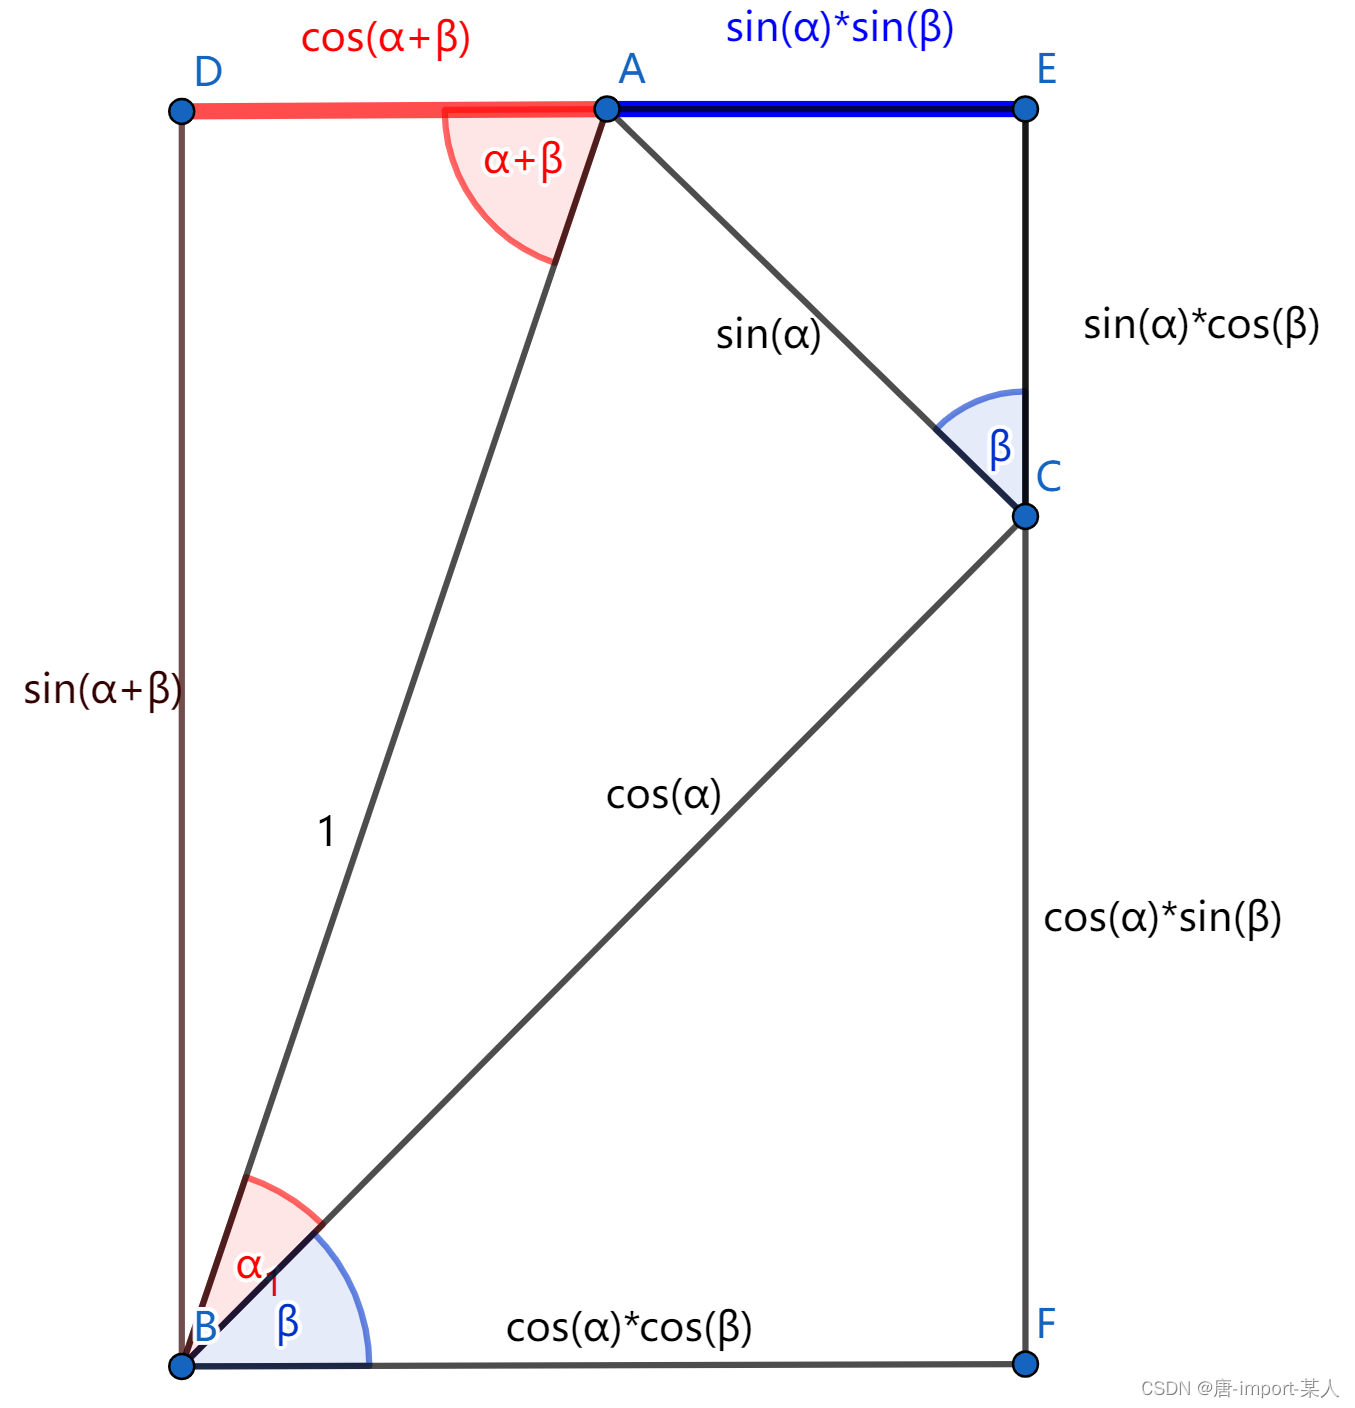 cos(α+β)
sin(α)*sin(β)
D
A
E
α+β
sin(α)
sin(α)*cos(β)
β
C
sin(α+β)
cos(α)
1
cos(α)*sin(β)
α
B
β
cos(α)*cos(β)
F
CSDN @唐-import-某人